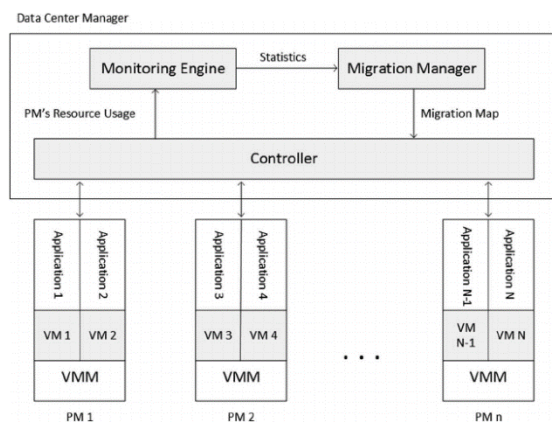 Data Center Manager
Monitoring Engine
Statistics
Migration Manager
PM's Resource Usage
Migration Map
Controller
Application 1
Application 2
Application 3
Application 4
Application N-1
Application N
VM 1
VM 2
VM 3
VM 4
VM
N-1
VM N
. . .
VMM
VMM
VMM
PM 1
PM 2
PM n